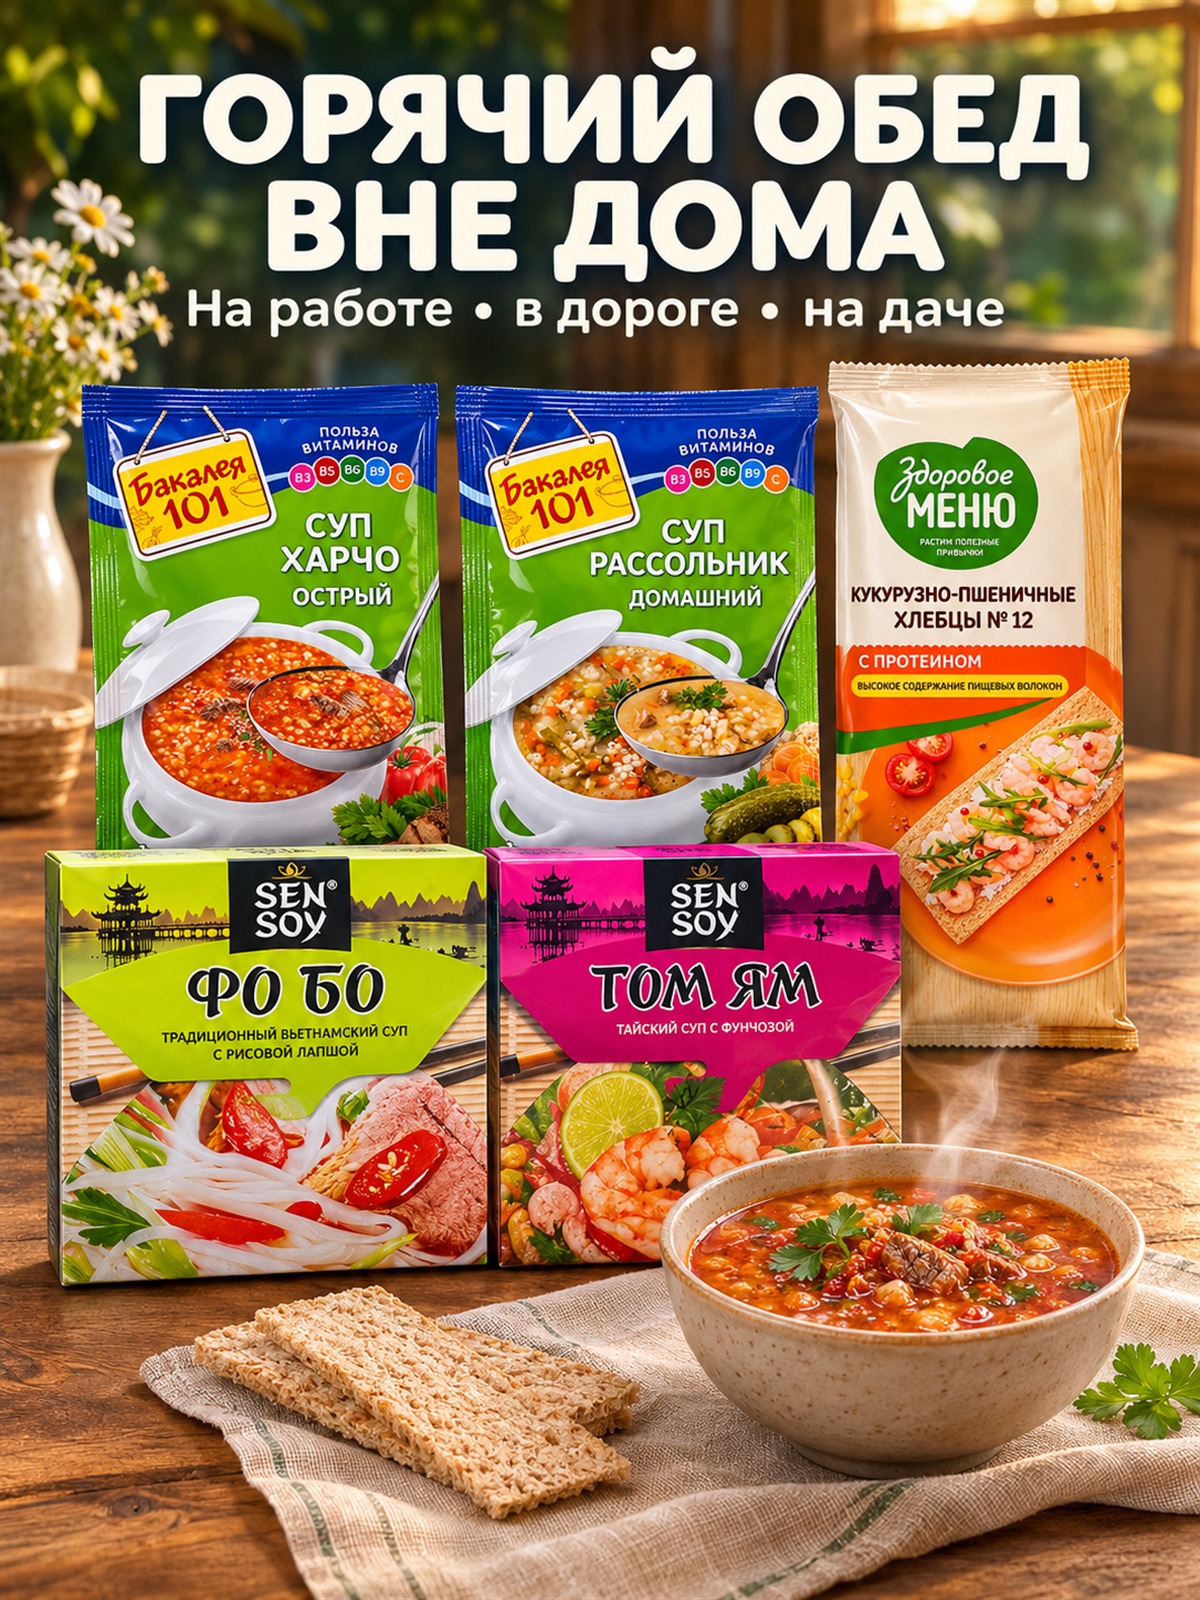 ГОРЯЧИЙ ОБЕД
ВНЕ ДОМА
На работе • в дороге • на даче
Бакалея
101
ПОЛЬЗА
ВИТАМИНОВ
B3 B5 B6 B9 C
СУП
ХАРЧО
ОСТРЫЙ
Бакалея
101
ПОЛЬЗА
ВИТАМИНОВ
B3 B5 B6 B9 C
СУП
РАССОЛЬНИК
ДОМАШНИЙ
Здоровое
МЕНЮ
РАСТИМ ПОЛЕЗНЫЕ
ПРИВЫЧКИ
КУКУРУЗНО-ПШЕНИЧНЫЕ
ХЛЕБЦЫ № 12
С ПРОТЕИНОМ
ВЫСОКОЕ СОДЕРЖАНИЕ ПИЩЕВЫХ ВОЛОКОН
SEN®
SOY
ФО БО
ТРАДИЦИОННЫЙ ВЬЕТНАМСКИЙ СУП
С РИСОВОЙ ЛАПШОЙ
SEN®
SOY
ТОМ ЯМ
ТАЙСКИЙ СУП С ФУНЧОЗОЙ